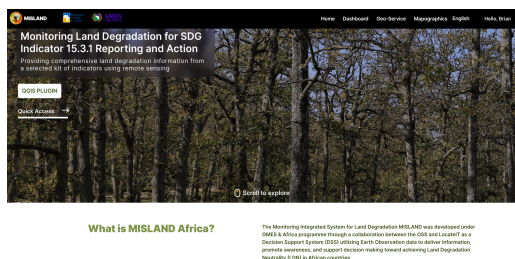 MISLAND
GMES
Home Dashboard Geo-Service Mapographics English Hello, Brian
Monitoring Land Degradation for SDG
Indicator 15.3.1 Reporting and Action
Providing comprehensive land degradation information from
a selected kit of indicators using remote sensing
QGIS PLUGIN
Quick Access →
Scroll to explore
What is MISLAND Africa?
The Monitoring Integrated System for Land Degradation MISLAND was developed under
GMES & Africa programme through a collaboration between the OSS and LocateIT as a
Decision Support System (DSS) utilizing Earth Observation data to deliver information,
promote awareness, and support decision making toward achieving Land Degradation
Neutrality (LDN) in African countries.